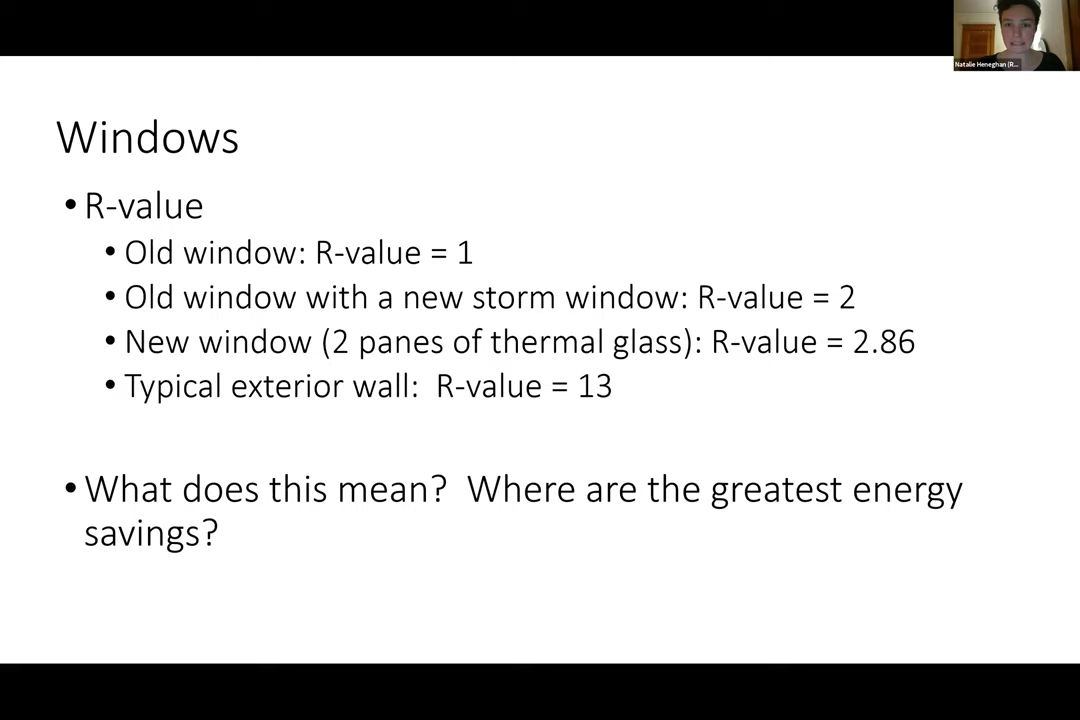 Natalie Heneghan (R...
Windows
• R-value
• Old window: R-value = 1
• Old window with a new storm window: R-value = 2
• New window (2 panes of thermal glass): R-value = 2.86
• Typical exterior wall:  R-value = 13
• What does this mean?  Where are the greatest energy
savings?